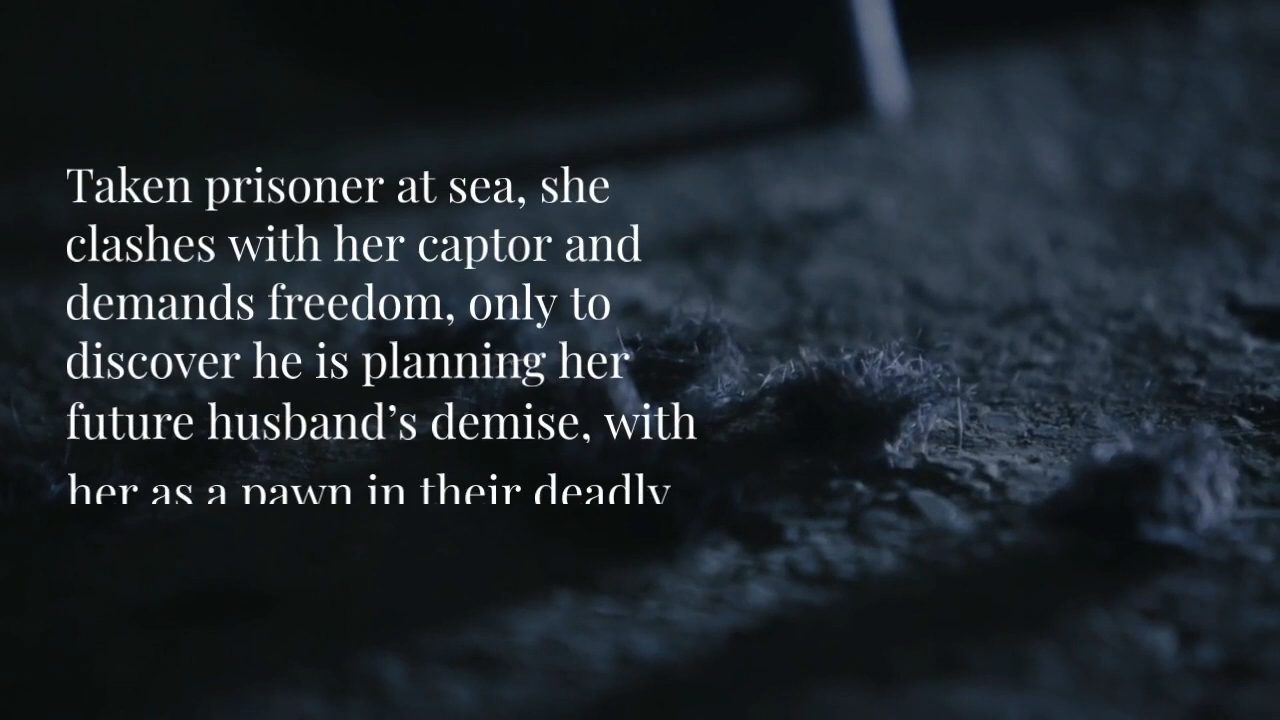 Taken prisoner at sea, she
clashes with her captor and
demands freedom, only to
discover he is planning her
future husband’s demise, with
her as a pawn in their deadly